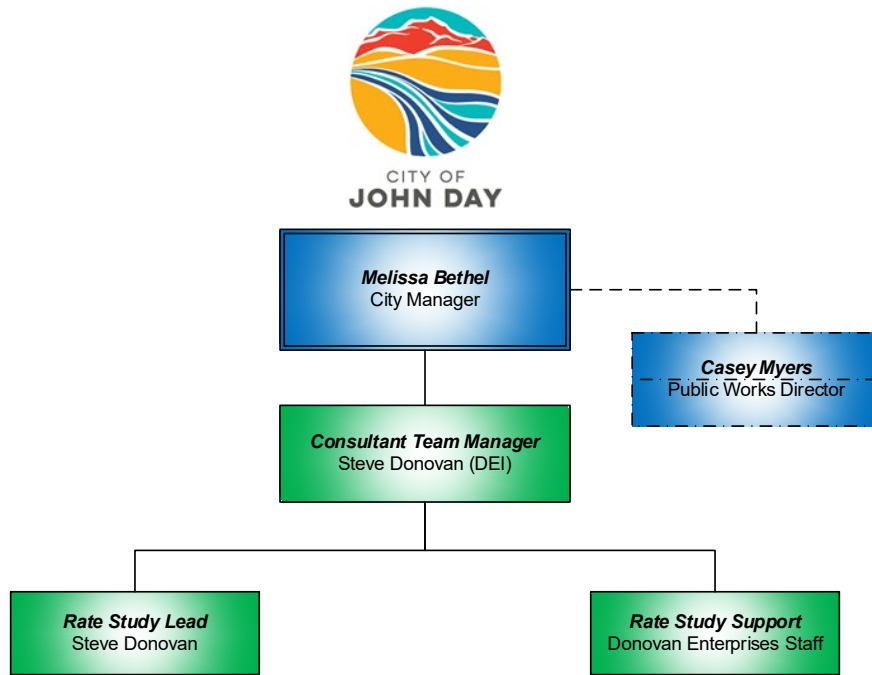 CITY OF
JOHN DAY
Melissa Bethel
City Manager
Casey Myers
Public Works Director
Consultant Team Manager
Steve Donovan (DEI)
Rate Study Lead
Steve Donovan
Rate Study Support
Donovan Enterprises Staff